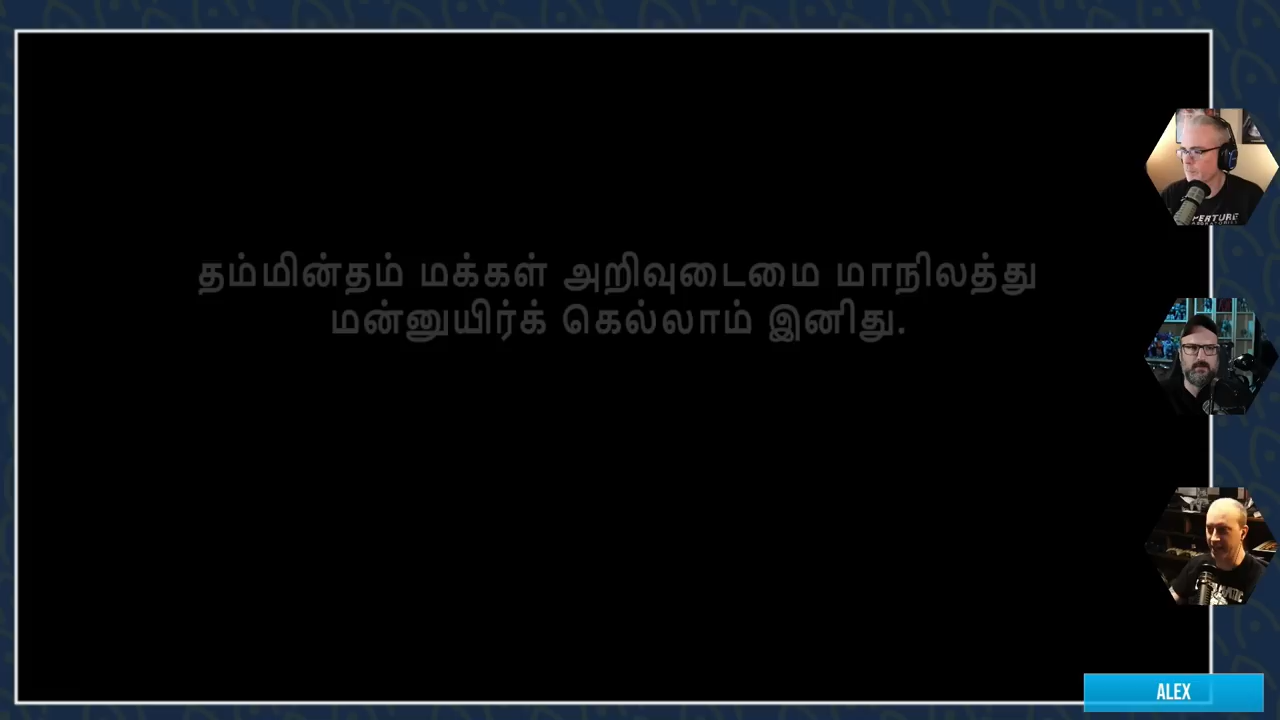 தம்மின்தம் மக்கள் அறிவுடைமை மாநிலத்து
மன்னுயிர்க் கெல்லாம் இனிது.
ALEX